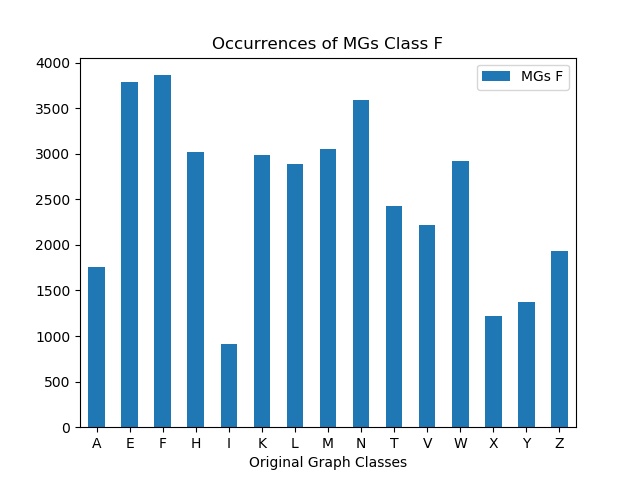 Occurrences of MGs Class F
MGs F
4000
3500
3000
2500
2000
1500
1000
500
0
A E F H I K L M N T V W X Y Z
Original Graph Classes